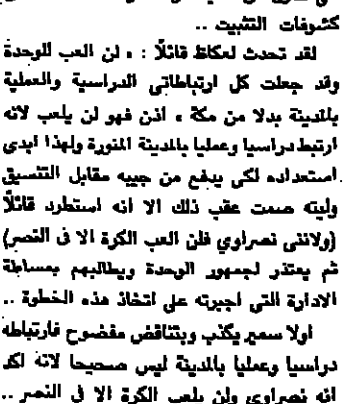 كشوفات التثبيت ..
لقد تحدث لعكاظ قائلًا : « لن العب للوحدة
وقد جعلت كل ارتباطاتي الدراسية والعملية
بالمدينة بدلا من مكة » اذن فهو لن يلعب لانه
ارتبط دراسيا وعمليا بالمدينة المنورة ولهذا ابدى
استعداده لكي يدفع من جيبه مقابل التنسيق
وليته صمت عقب ذلك الا انه استطرد قائلًا
(ولانني نصراوي فلن العب الكرة الا في النصر)
ثم يعتذر لجمهور الوحدة ويطالبهم بمساءلة
الادارة التي اجبرته على اتخاذ هذه الخطوة ..
اولا سمير يكذب وبتناقض مفضوح فارتباطه
دراسيا وعمليا بالمدينة ليس صحيحا لانه اكد
انه نصراوي ولن يلعب الكرة الا في النصر ..